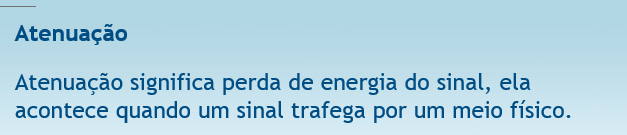 Atenuação
Atenuação significa perda de energia do sinal, ela
acontece quando um sinal trafega por um meio físico.